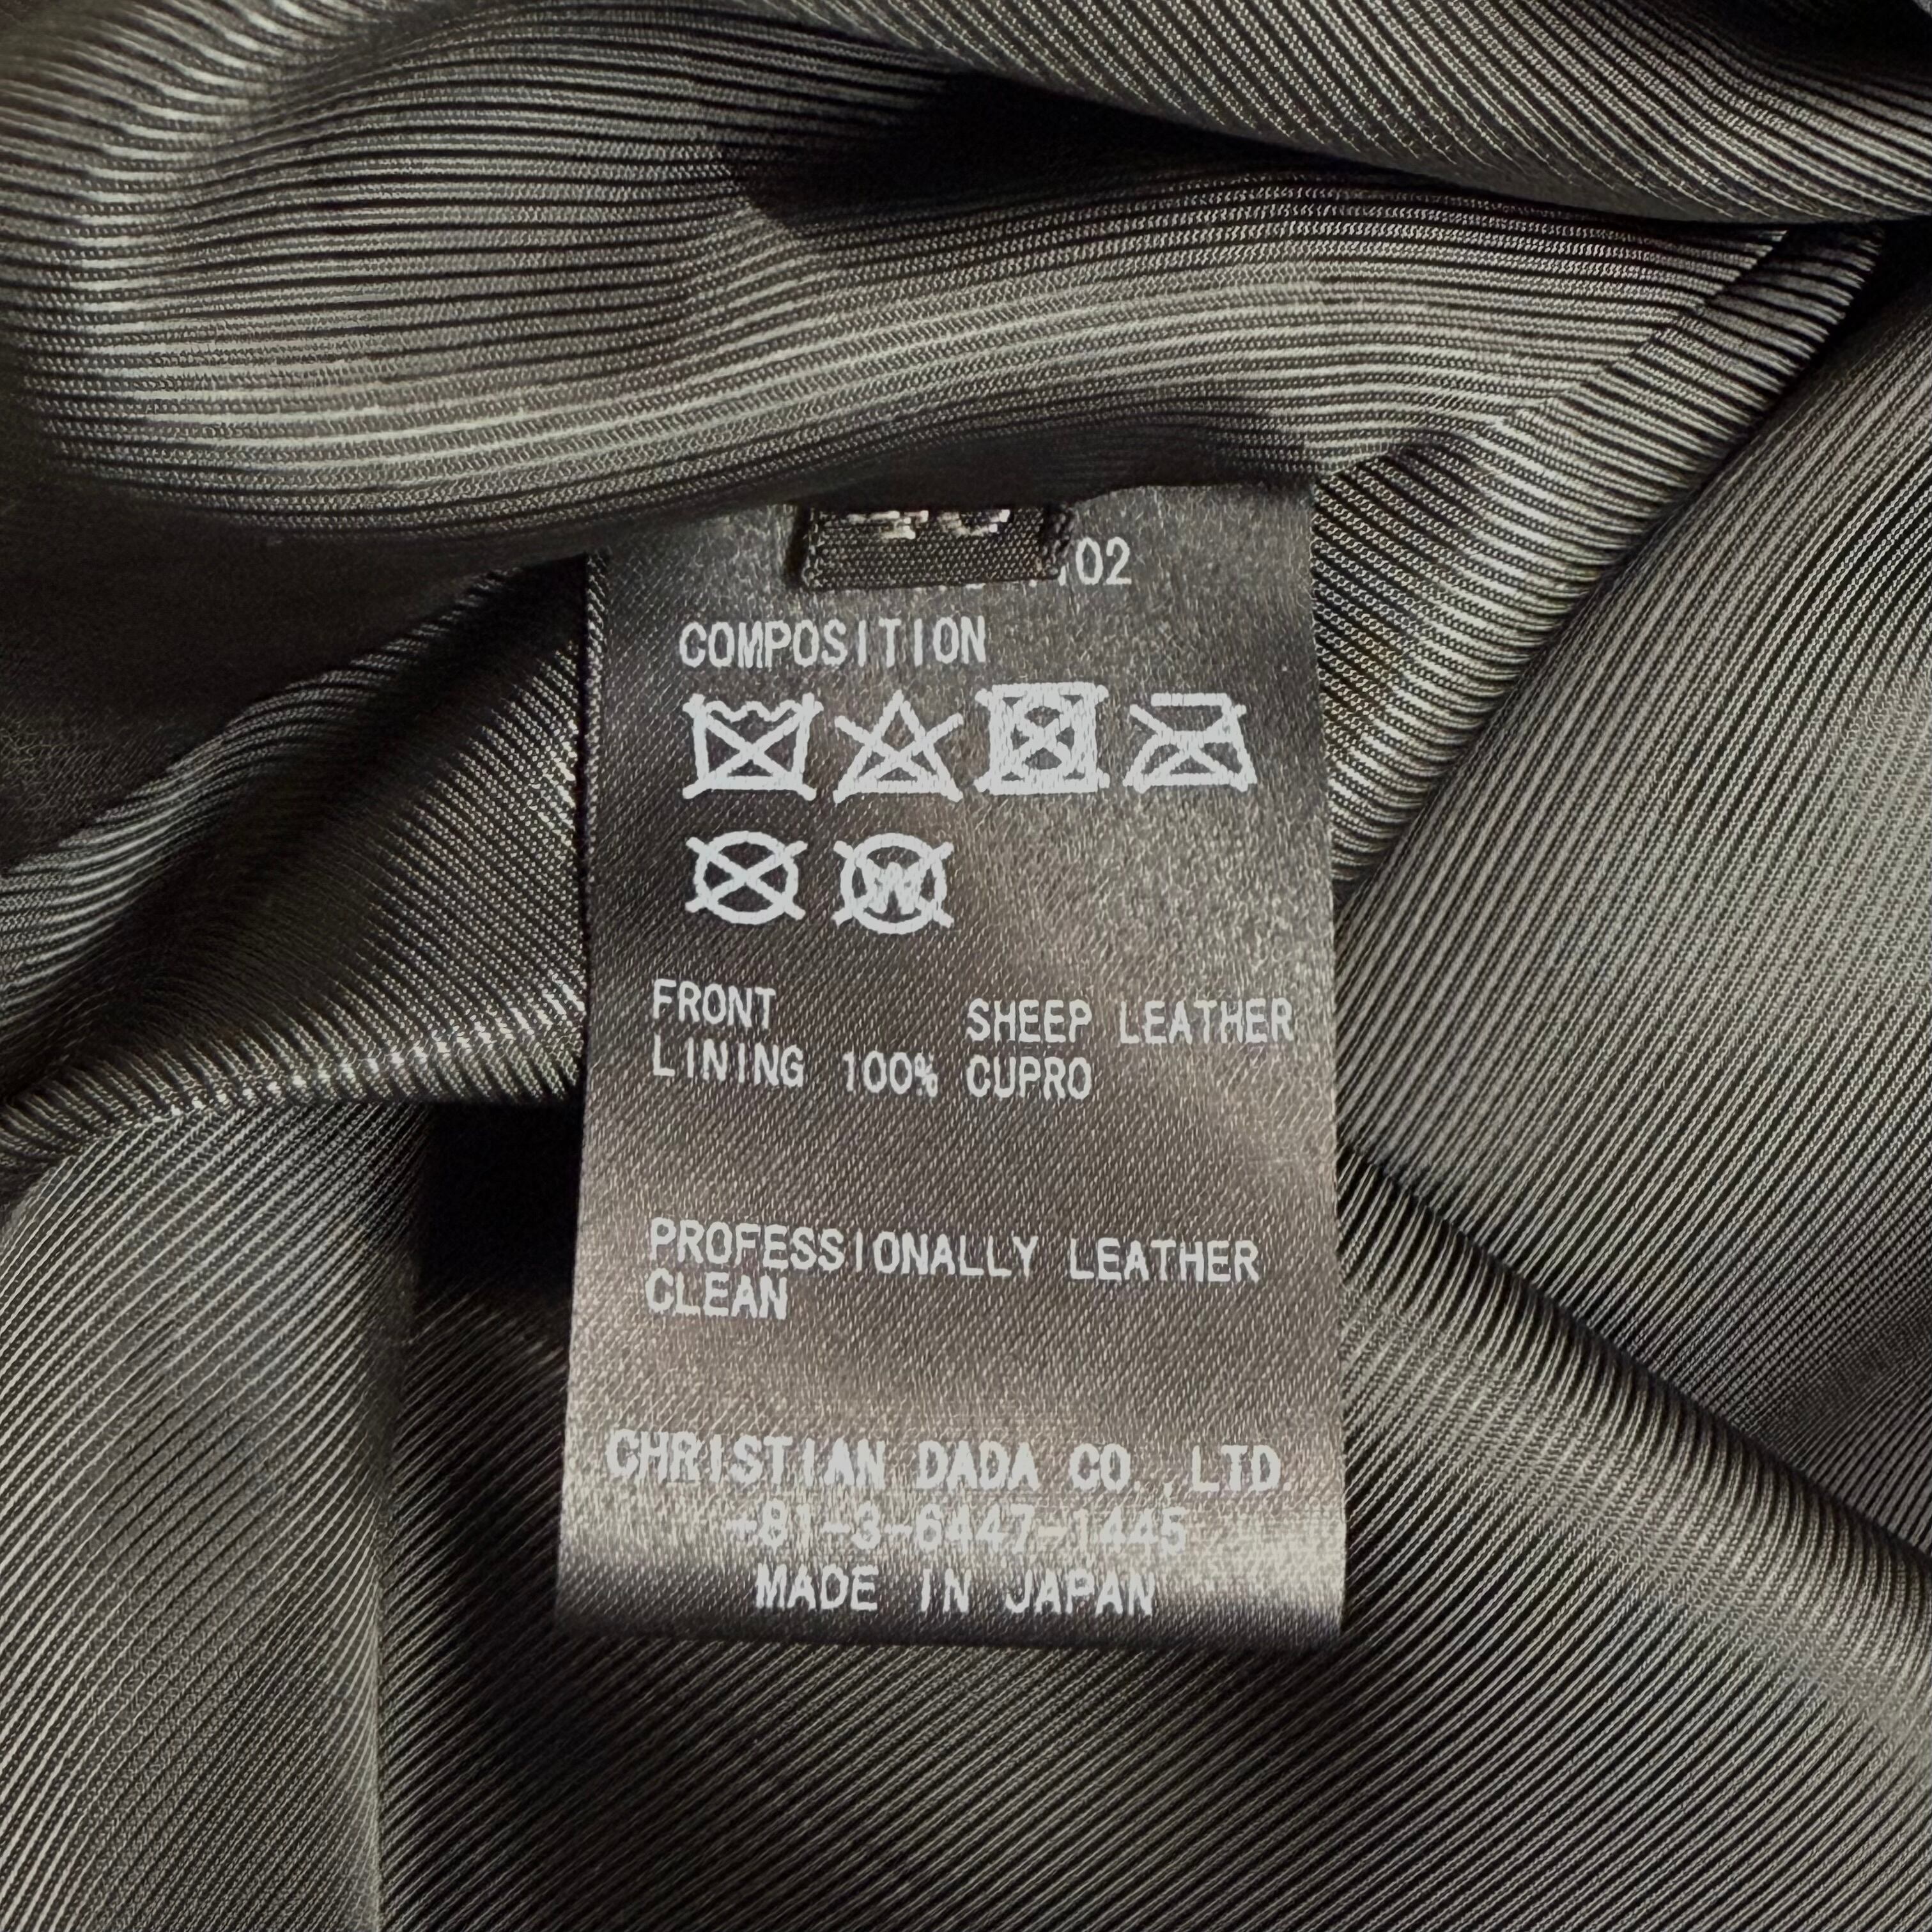 02
COMPOSITION
W
FRONT SHEEP LEATHER
LINING 100% CUPRO
PROFESSIONALLY LEATHER
CLEAN
CHRISTIAN DADA CO.,LTD
+81-3-6447-1445
MADE IN JAPAN